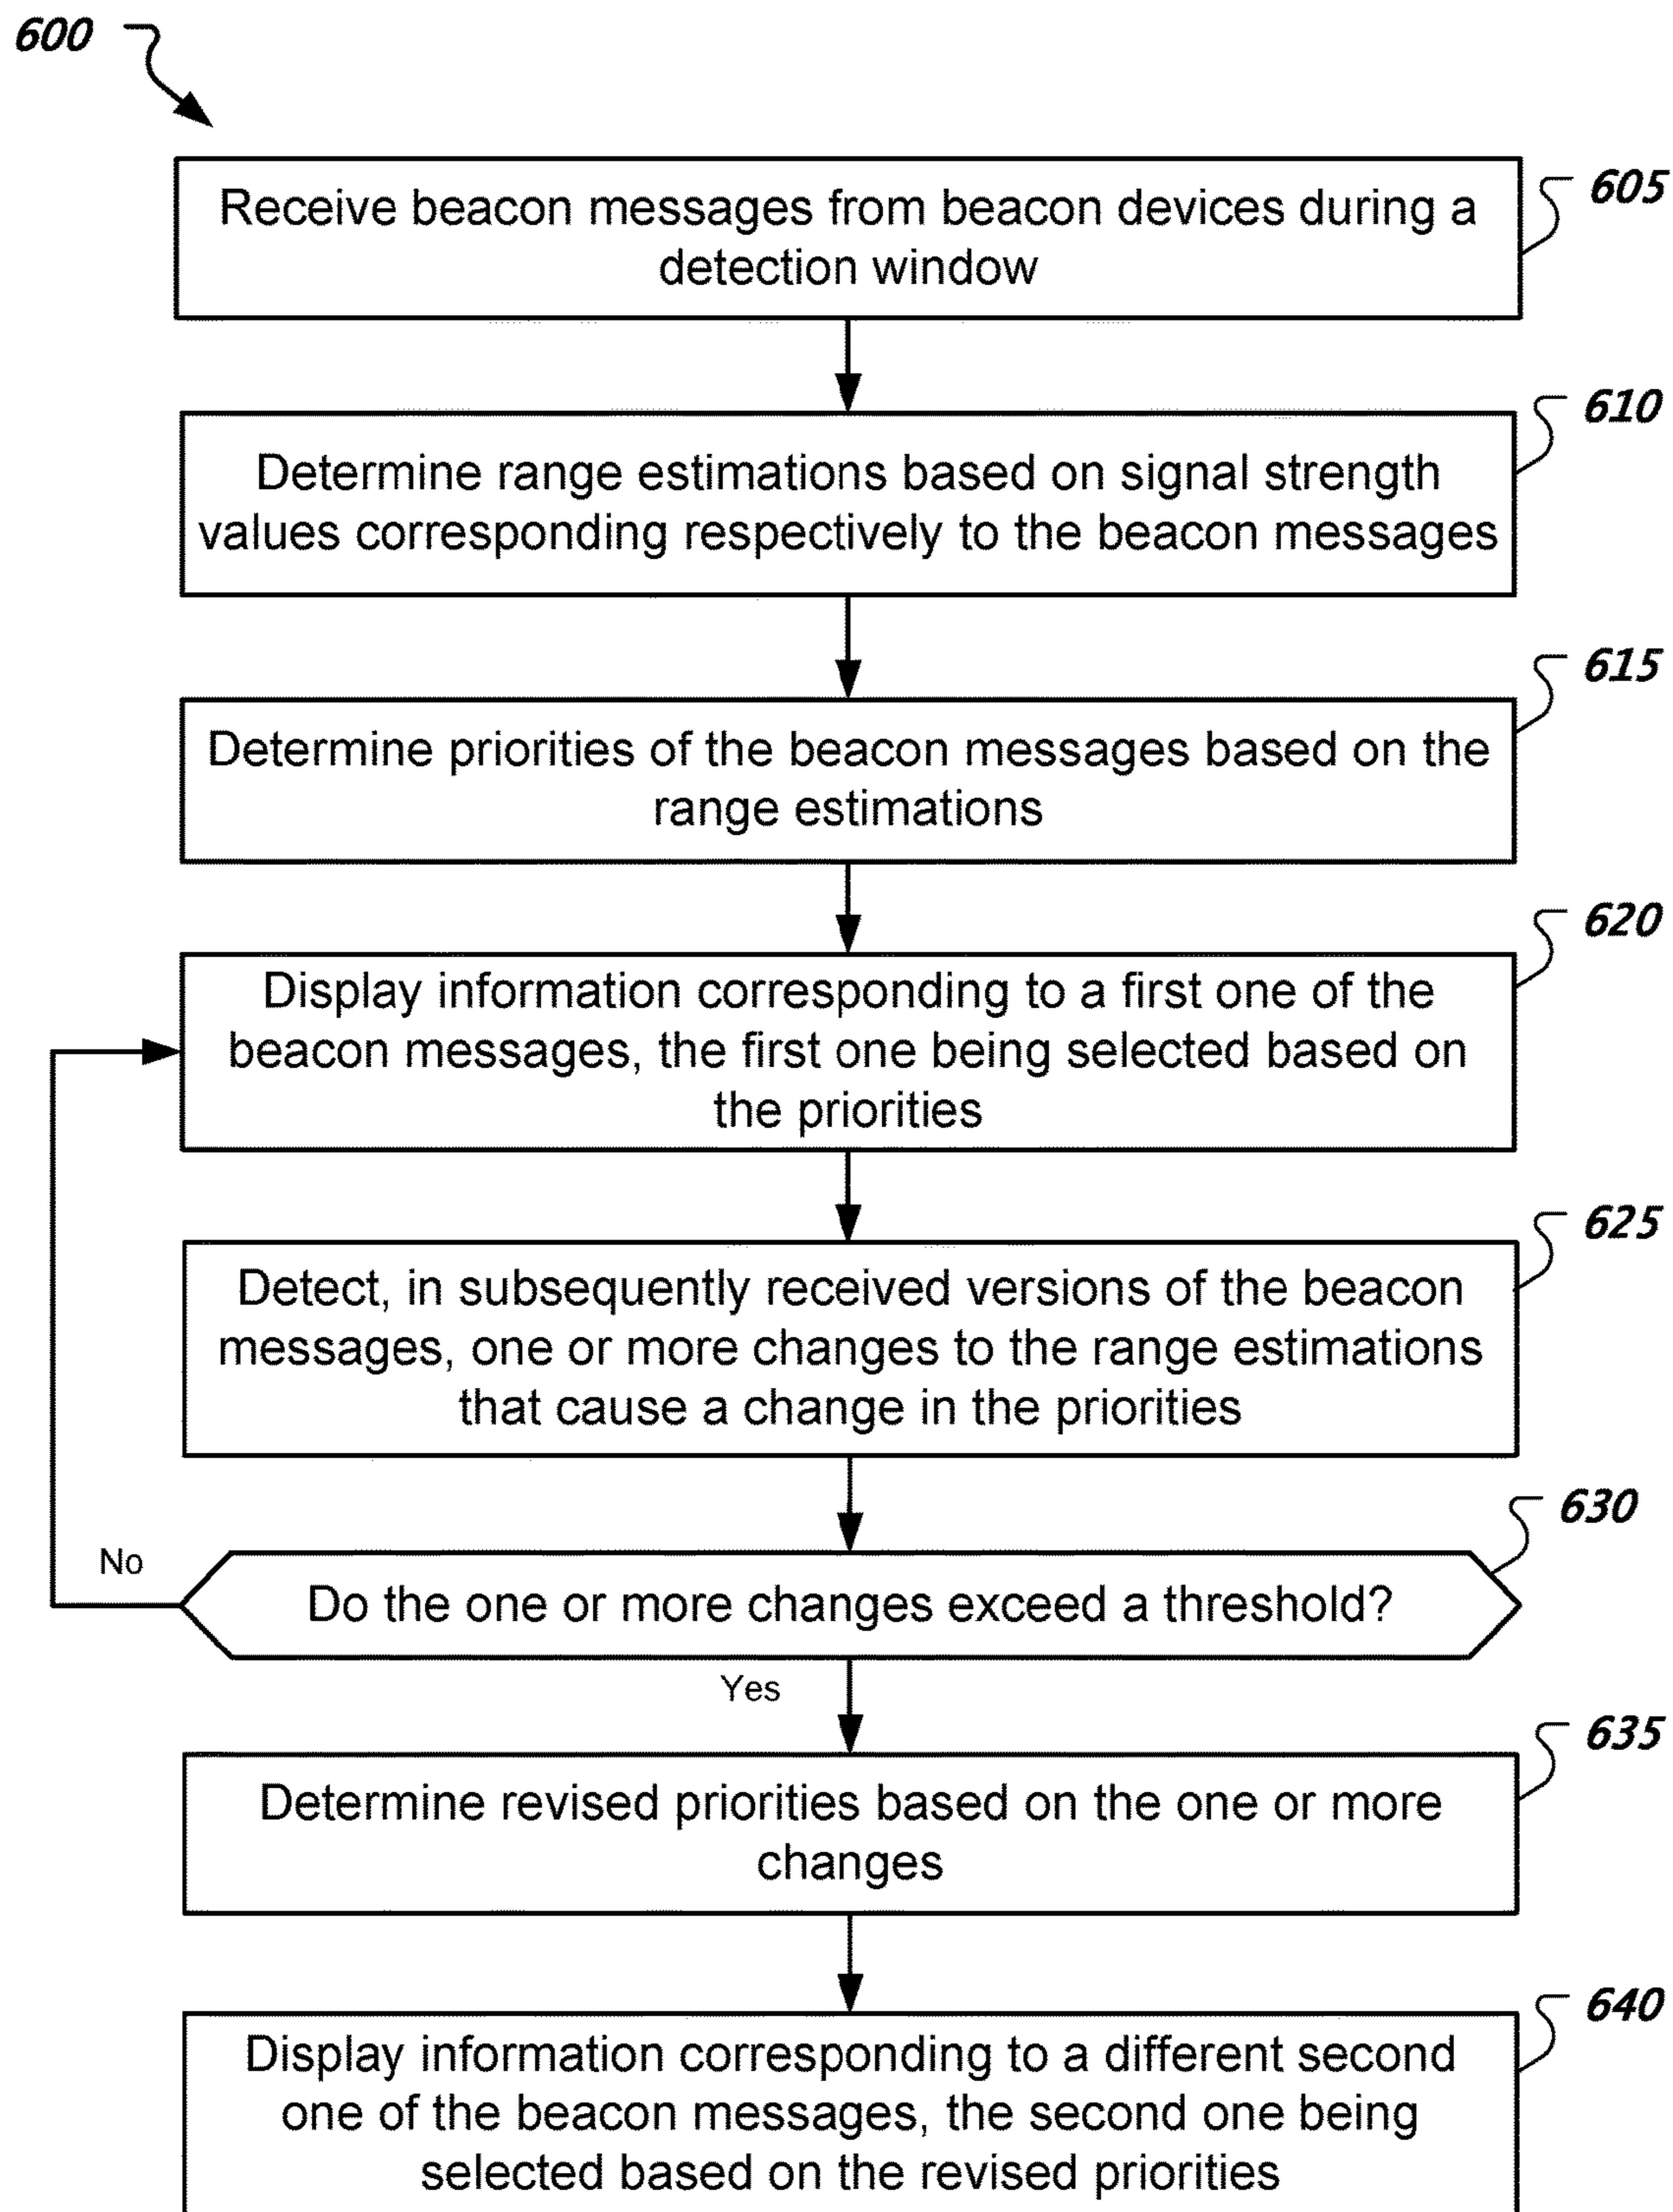 600
Receive beacon messages from beacon devices during a
detection window
605
Determine range estimations based on signal strength
values corresponding respectively to the beacon messages
610
Determine priorities of the beacon messages based on the
range estimations
615
Display information corresponding to a first one of the
beacon messages, the first one being selected based on
the priorities
620
Detect, in subsequently received versions of the beacon
messages, one or more changes to the range estimations
that cause a change in the priorities
625
No
Do the one or more changes exceed a threshold?
630
Yes
Determine revised priorities based on the one or more
changes
635
Display information corresponding to a different second
one of the beacon messages, the second one being
selected based on the revised priorities
640